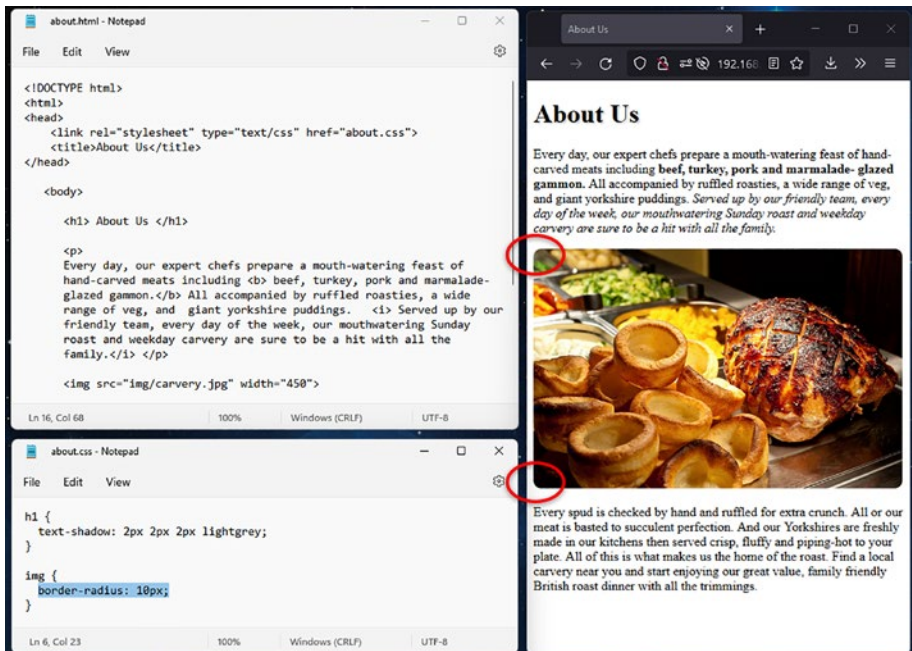 about.html - Notepad
File Edit View
<!DOCTYPE html>
<html>
<head>
<link rel="stylesheet" type="text/css" href="about.css">
<title>About Us</title>
</head>
<body>
<h1> About Us </h1>
<p>
Every day, our expert chefs prepare a mouth-watering feast of
hand-carved meats including <b> beef, turkey, pork and marmalade-
glazed gammon.</b> All accompanied by ruffled roasties, a wide
range of veg, and giant yorkshire puddings. <i> Served up by our
friendly team, every day of the week, our mouthwatering Sunday
roast and weekday carvery are sure to be a hit with all the
family.</i> </p>
<img src="img/carvery.jpg" width="450">
Ln 16, Col 68 100% Windows (CRLF) UTF-8
about.css - Notepad
File Edit View
h1 {
text-shadow: 2px 2px 2px lightgrey;
}
img {
border-radius: 10px;
}
Ln 6, Col 23 100% Windows (CRLF) UTF-8
About Us
192.168
About Us
Every day, our expert chefs prepare a mouth-watering feast of hand-
carved meats including beef, turkey, pork and marmalade- glazed
gammon. All accompanied by ruffled roasties, a wide range of veg,
and giant yorkshire puddings. Served up by our friendly team, every
day of the week, our mouthwatering Sunday roast and weekday
carvery are sure to be a hit with all the family.
Every spud is checked by hand and ruffled for extra crunch. All or our
meat is basted to succulent perfection. And our Yorkshires are freshly
made in our kitchens then served crisp, fluffy and piping-hot to your
plate. All of this is what makes us the home of the roast. Find a local
carvery near you and start enjoying our great value, family friendly
British roast dinner with all the trimmings.